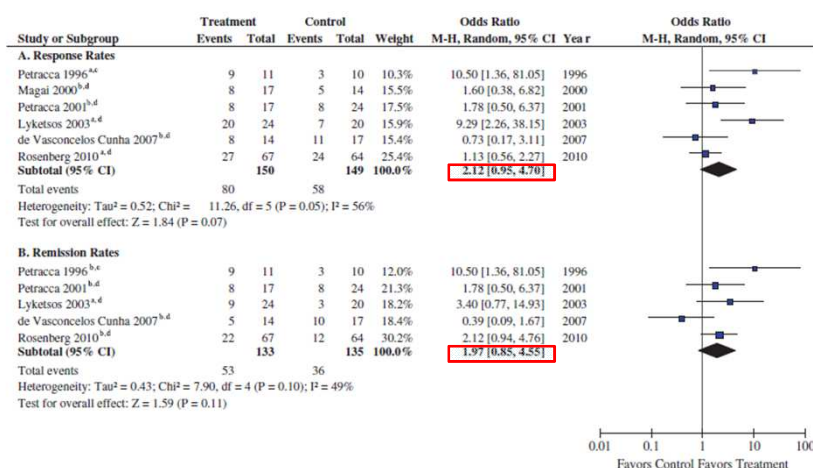 Treatment Control Odds Ratio Odds Ratio
Study or Subgroup Events Total Events Total Weight M-H, Random, 95% CI Year M-H, Random, 95% CI
A. Response Rates
Petracca 1996a,c 9 11 3 10 10.3% 10.50 [1.36, 81.05] 1996
Magai 2000b,d 8 17 5 14 15.5% 1.60 [0.38, 6.82] 2000
Petracca 2001b,d 8 17 8 24 17.5% 1.78 [0.50, 6.37] 2001
Lyketsos 2003a,d 20 24 7 20 15.9% 9.29 [2.26, 38.15] 2003
de Vasconcelos Cunha 2007b,d 8 14 11 17 15.4% 0.73 [0.17, 3.11] 2007
Rosenberg 2010a,d 27 67 24 64 25.4% 1.13 [0.56, 2.27] 2010
Subtotal (95% CI) 150 149 100.0% 2.12 [0.95, 4.70]
Total events 80 58
Heterogeneity: Tau² = 0.52; Chi² = 11.26, df = 5 (P = 0.05); I² = 56%
Test for overall effect: Z = 1.84 (P = 0.07)
B. Remission Rates
Petracca 1996b,c 9 11 3 10 12.0% 10.50 [1.36, 81.05] 1996
Petracca 2001b,d 8 17 8 24 21.3% 1.78 [0.50, 6.37] 2001
Lyketsos 2003a,d 9 24 3 20 18.2% 3.40 [0.77, 14.93] 2003
de Vasconcelos Cunha 2007b,d 5 14 10 17 18.4% 0.39 [0.09, 1.67] 2007
Rosenberg 2010b,d 22 67 12 64 30.2% 2.12 [0.94, 4.76] 2010
Subtotal (95% CI) 133 135 100.0% 1.97 [0.85, 4.55]
Total events 53 36
Heterogeneity: Tau² = 0.43; Chi² = 7.90, df = 4 (P = 0.10); I² = 49%
Test for overall effect: Z = 1.59 (P = 0.11)
0.01 0.1 1 10 100
Favors Control Favors Treatment